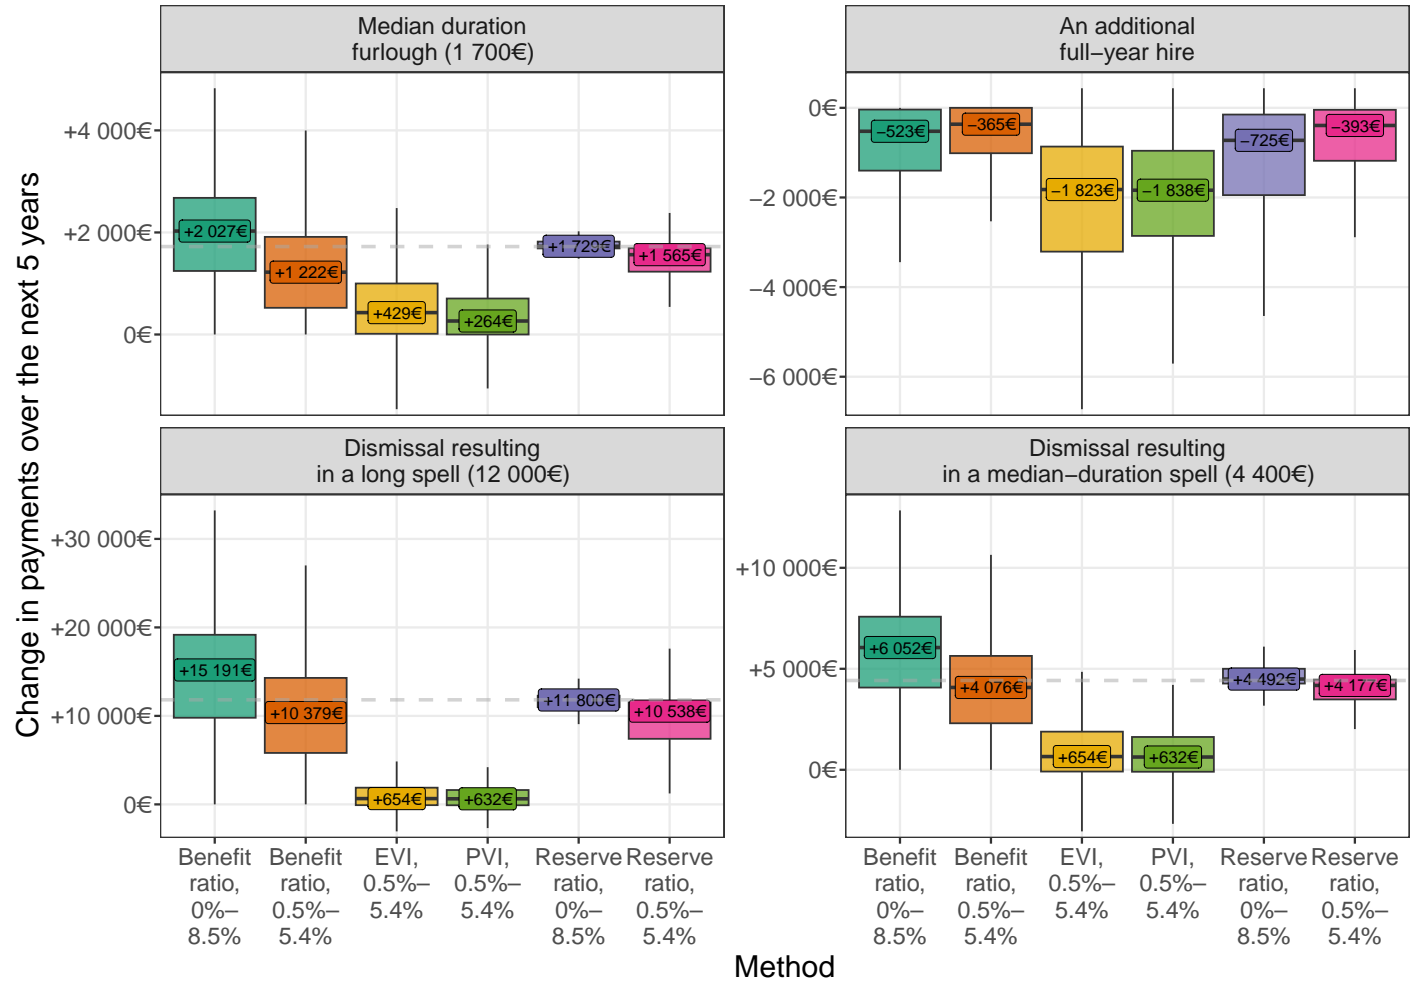 Median duration
furlough (1 700€)
An additional
full−year hire
Change in payments over the next 5 years
+4 000€
+2 000€
0€
+2 027€
+1 222€
+429€
+264€
+1 729€
+1 565€
0€
−2 000€
−4 000€
−6 000€
−523€
−365€
−1 823€
−1 838€
−725€
−393€
Dismissal resulting
in a long spell (12 000€)
Dismissal resulting
in a median−duration spell (4 400€)
+30 000€
+20 000€
+10 000€
0€
+15 191€
+10 379€
+654€
+632€
+11 800€
+10 538€
+10 000€
+5 000€
0€
+6 052€
+4 076€
+654€
+632€
+4 492€
+4 177€
Benefit
ratio,
0%−
8.5%
Benefit
ratio,
0.5%−
5.4%
EVI,
0.5%−
5.4%
PVI,
0.5%−
5.4%
Reserve
ratio,
0%−
8.5%
Reserve
ratio,
0.5%−
5.4%
Benefit
ratio,
0%−
8.5%
Benefit
ratio,
0.5%−
5.4%
EVI,
0.5%−
5.4%
PVI,
0.5%−
5.4%
Reserve
ratio,
0%−
8.5%
Reserve
ratio,
0.5%−
5.4%
Method